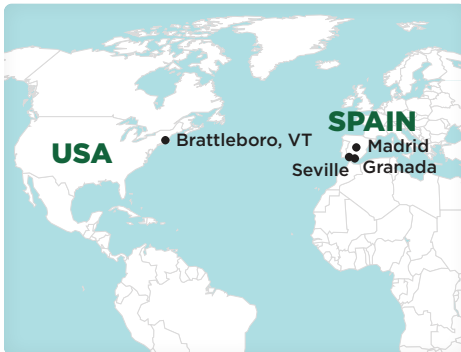 SPAIN
Brattleboro, VT
Madrid
USA
Seville
Granada